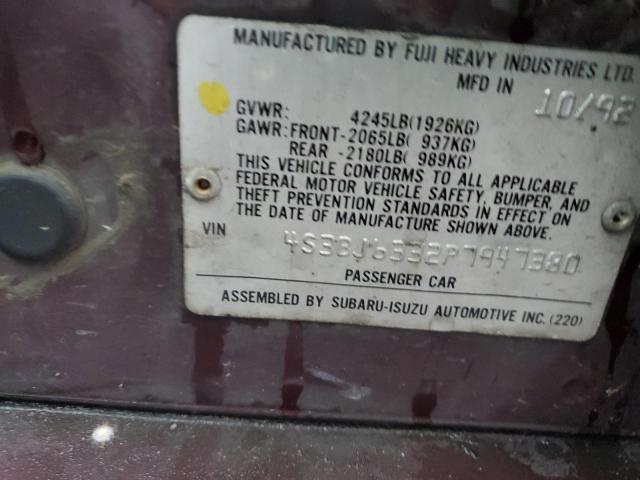 MANUFACTURED BY FUJI HEAVY INDUSTRIES LTD.
MFD IN 10/92
GVWR: 4245LB(1926KG)
GAWR:FRONT-2065LB( 937KG)
REAR -2180LB( 989KG)
THIS VEHICLE CONFORMS TO ALL APPLICABLE
FEDERAL MOTOR VEHICLE SAFETY, BUMPER, AND
THEFT PREVENTION STANDARDS IN EFFECT ON
THE DATE OF MANUFACTURE SHOWN ABOVE.
VIN 4S3BJ6332P7947380
PASSENGER CAR
ASSEMBLED BY SUBARU-ISUZU AUTOMOTIVE INC. (220)